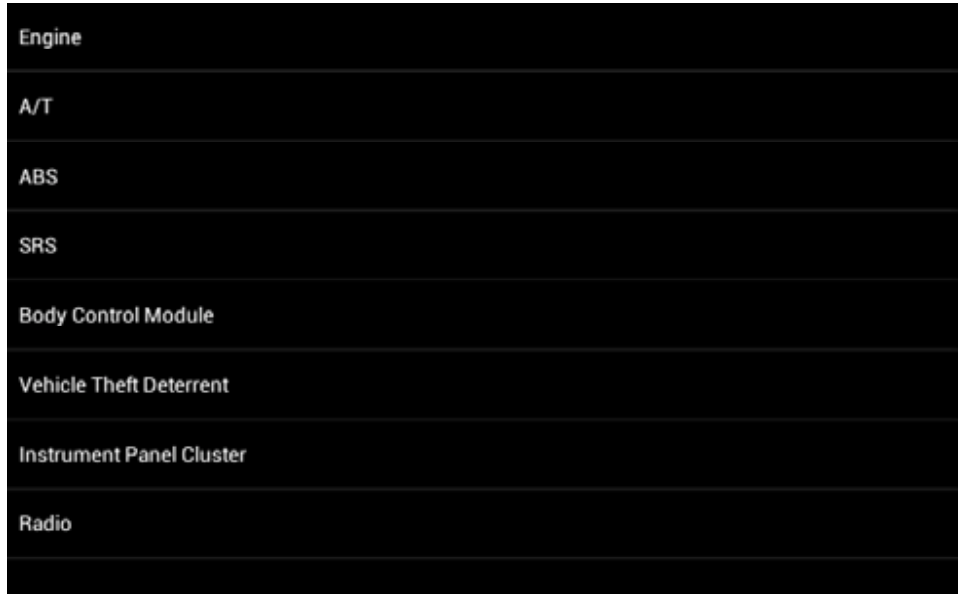 Engine
A/T
ABS
SRS
Body Control Module
Vehicle Theft Deterrent
Instrument Panel Cluster
Radio